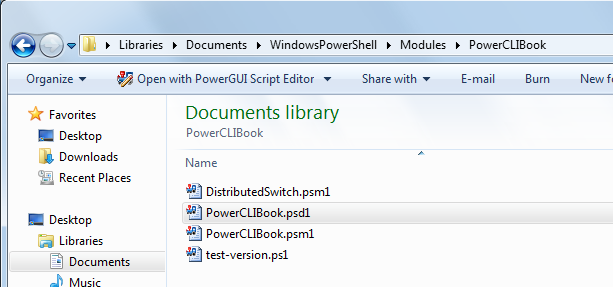 Libraries Documents WindowsPowerShell Modules PowerCLIBook
Organize Open with PowerGUI Script Editor Share with E-mail Burn New fo
Favorites
Desktop
Downloads
Recent Places
Desktop
Libraries
Documents
Music
Documents library
PowerCLIBook
Name
DistributedSwitch.psm1
PowerCLIBook.psd1
PowerCLIBook.psm1
test-version.ps1